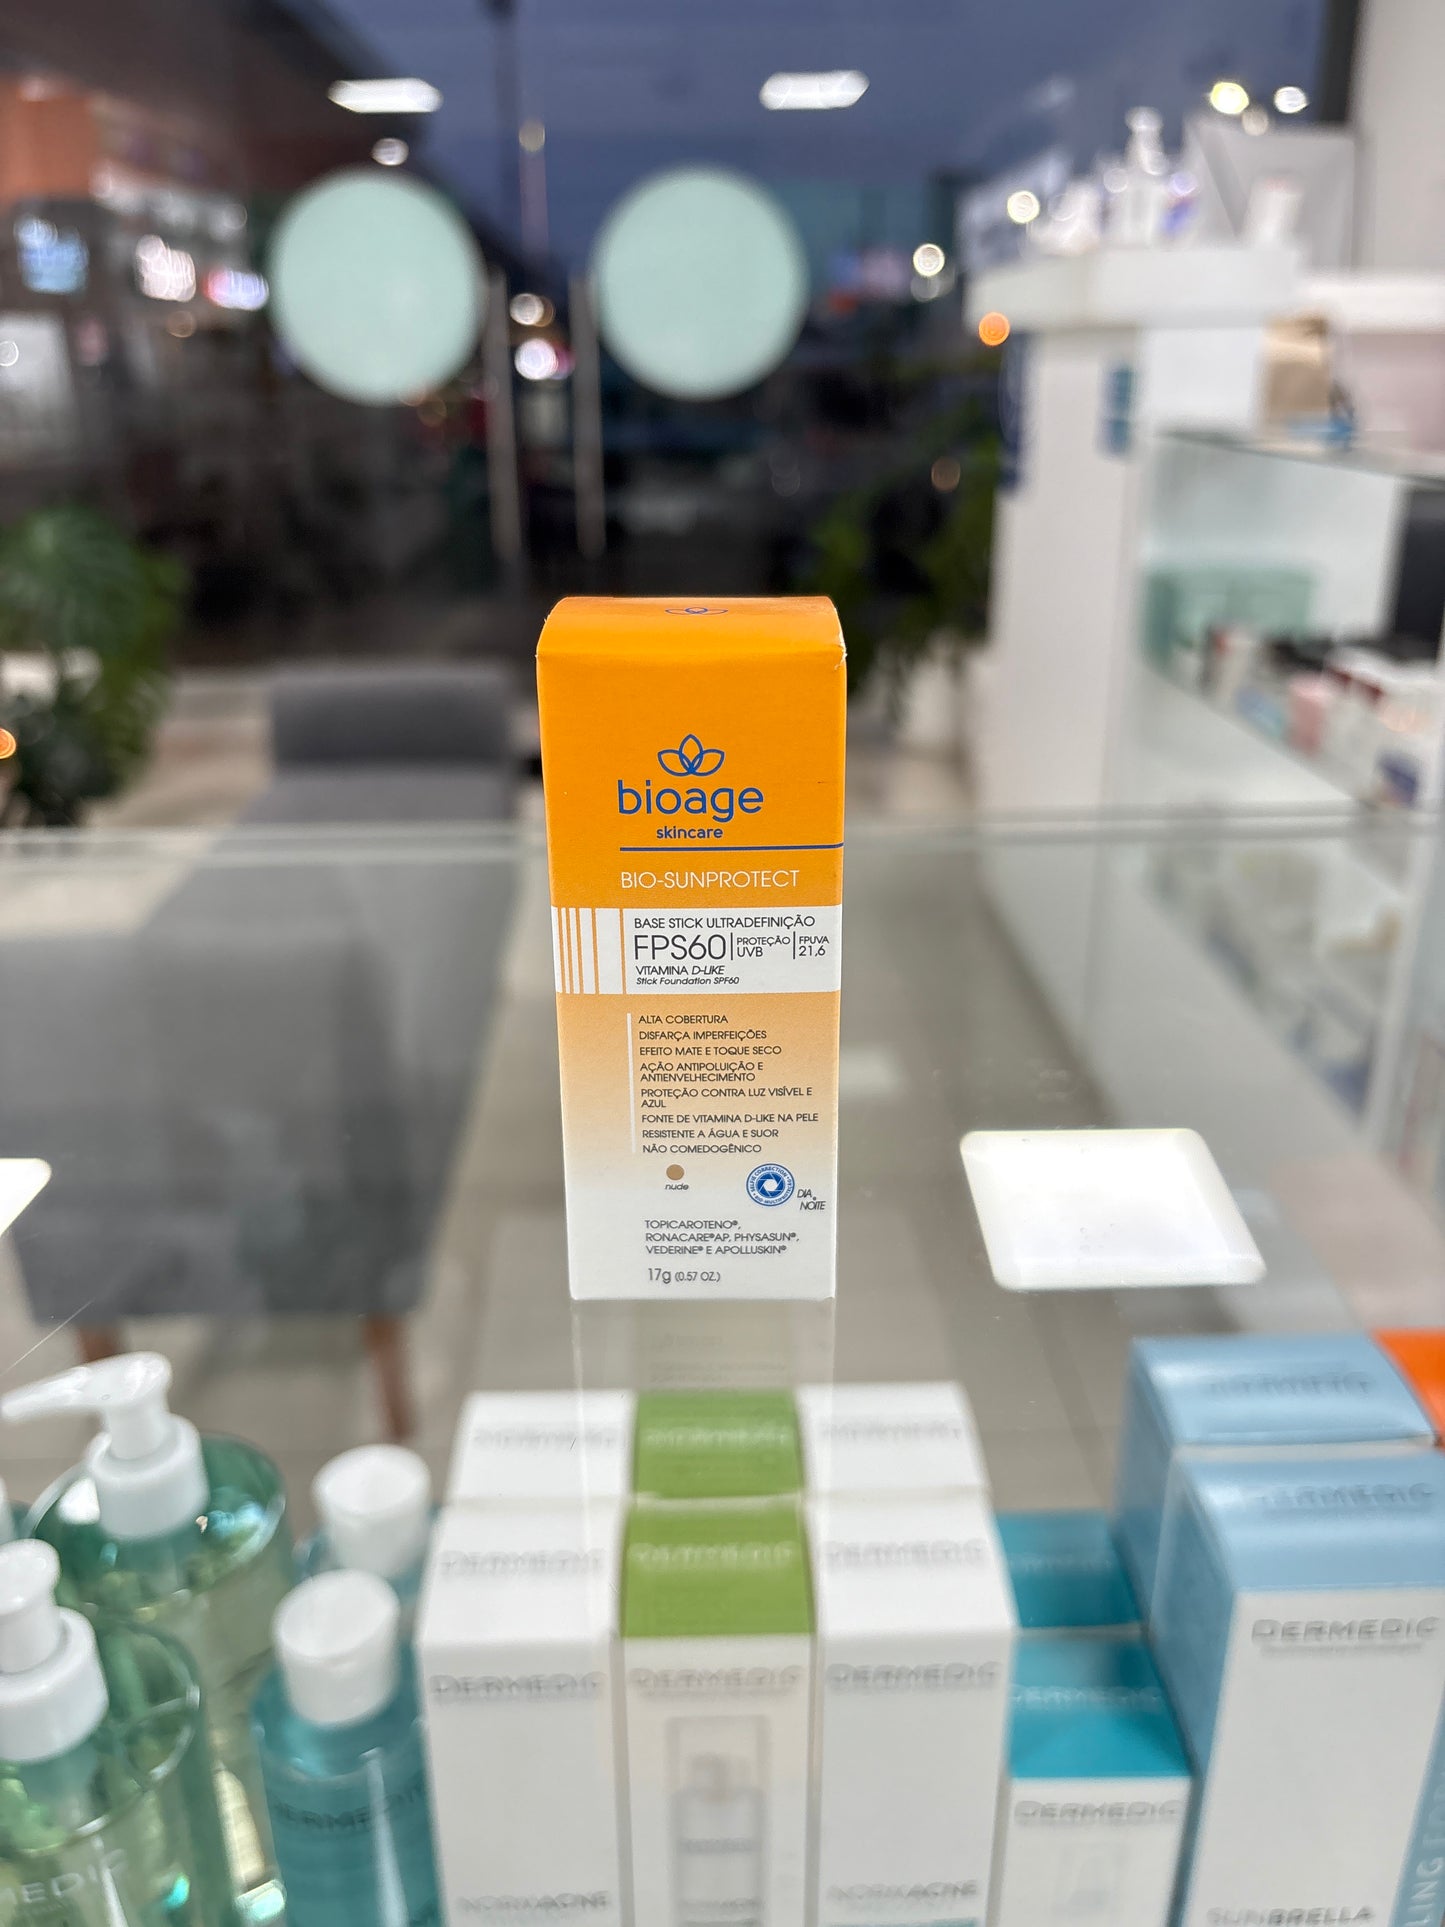 bioage
skincare
BIO-SUNPROTECT
BASE STICK ULTRADEFINIÇÃO
FPS60 PROTEÇÃO UVB FPUVA 21,6
VITAMINA D-LIKE
Stick Foundation SPF60
ALTA COBERTURA
DISFARÇA IMPERFEIÇÕES
EFEITO MATE E TOQUE SECO
AÇÃO ANTIPOLUIÇÃO E
ANTIENVELHECIMENTO
PROTEÇÃO CONTRA LUZ VISÍVEL E
AZUL
FONTE DE VITAMINA D-LIKE NA PELE
RESISTENTE A ÁGUA E SUOR
NÃO COMEDOGÊNICO
nude
DIA
NOITE
TOPICAROTENO®,
RONACARE®AP, PHYSASUN®,
VEDERINE® E APOLLUSKIN®
17g (0.57 OZ.)
DERMEDIC
DERMEDIC
DERMEDIC
DERMEDIC
DERMEDIC
NORMACNE
NORMACNE
SUNBRELLA